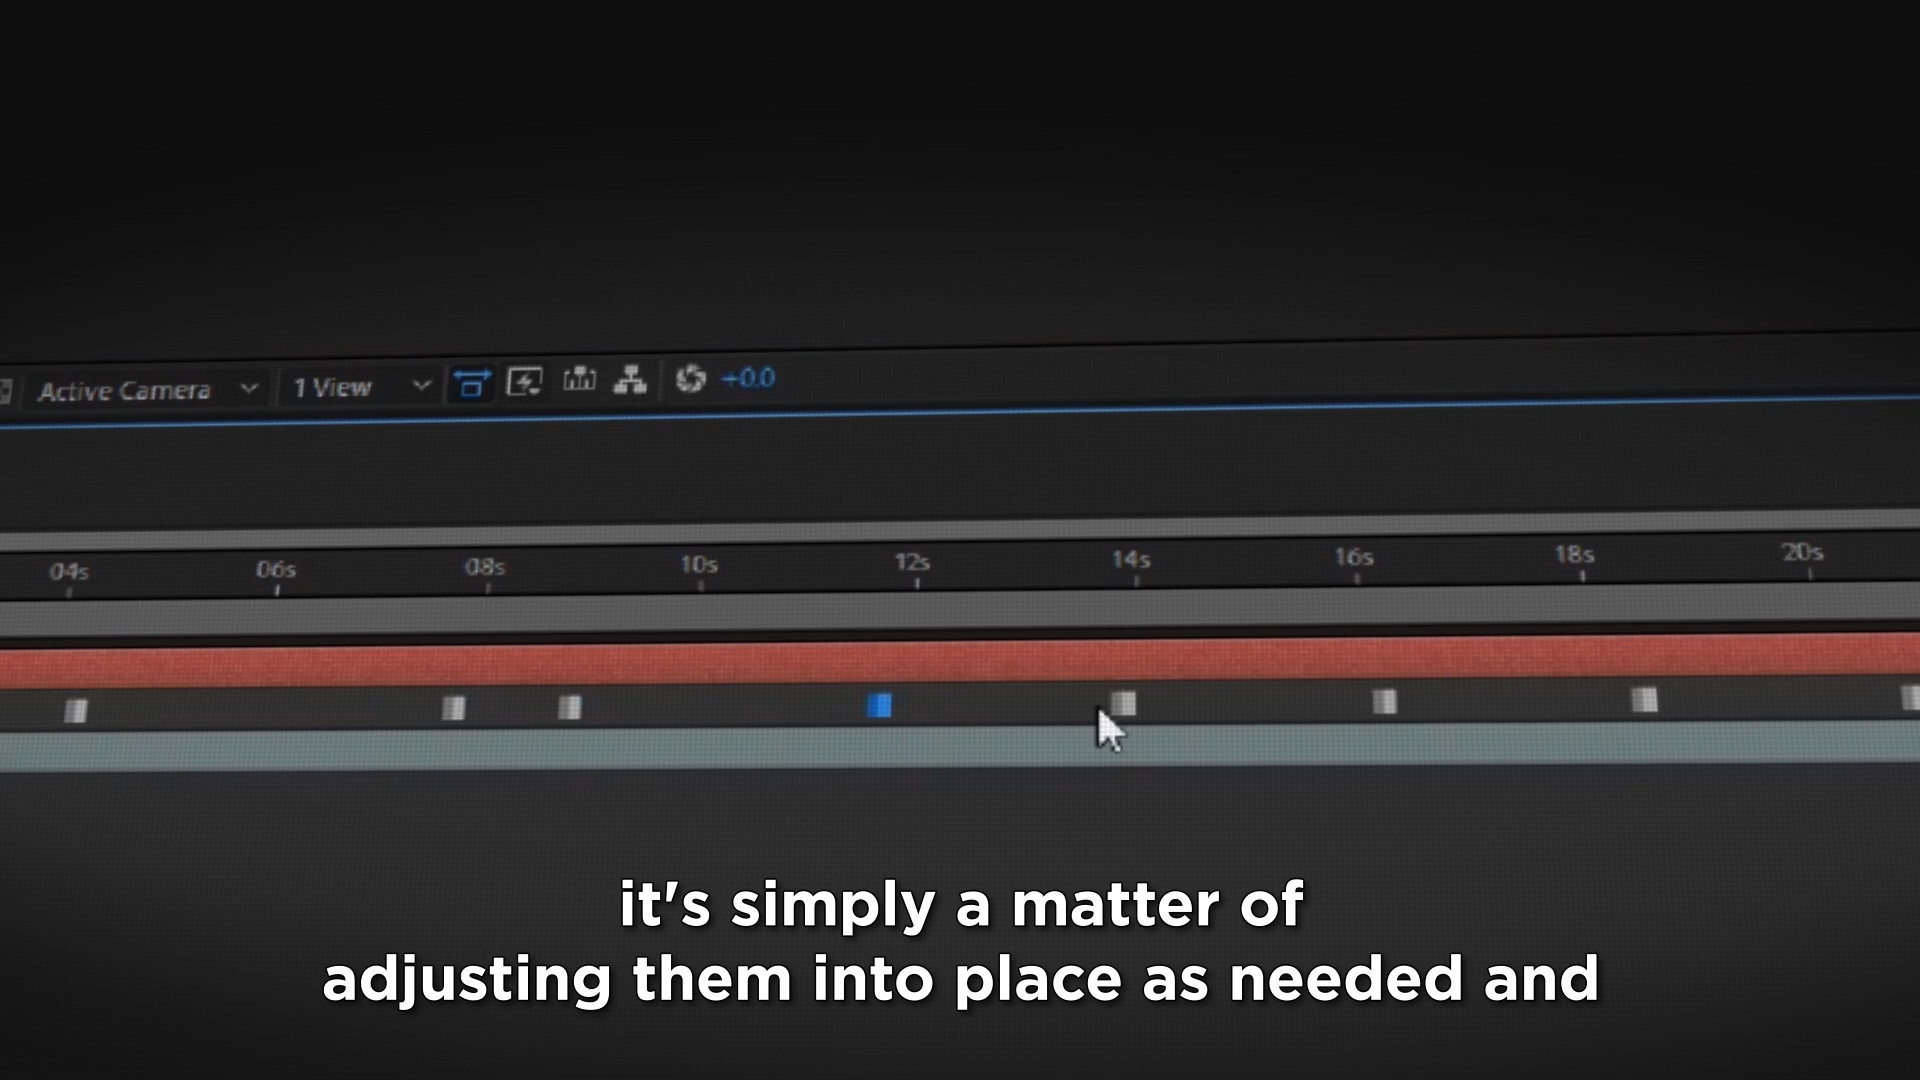 Active Camera 1 View +0.0
04s 06s 08s 10s 12s 14s 16s 18s 20s
it's simply a matter of
adjusting them into place as needed and